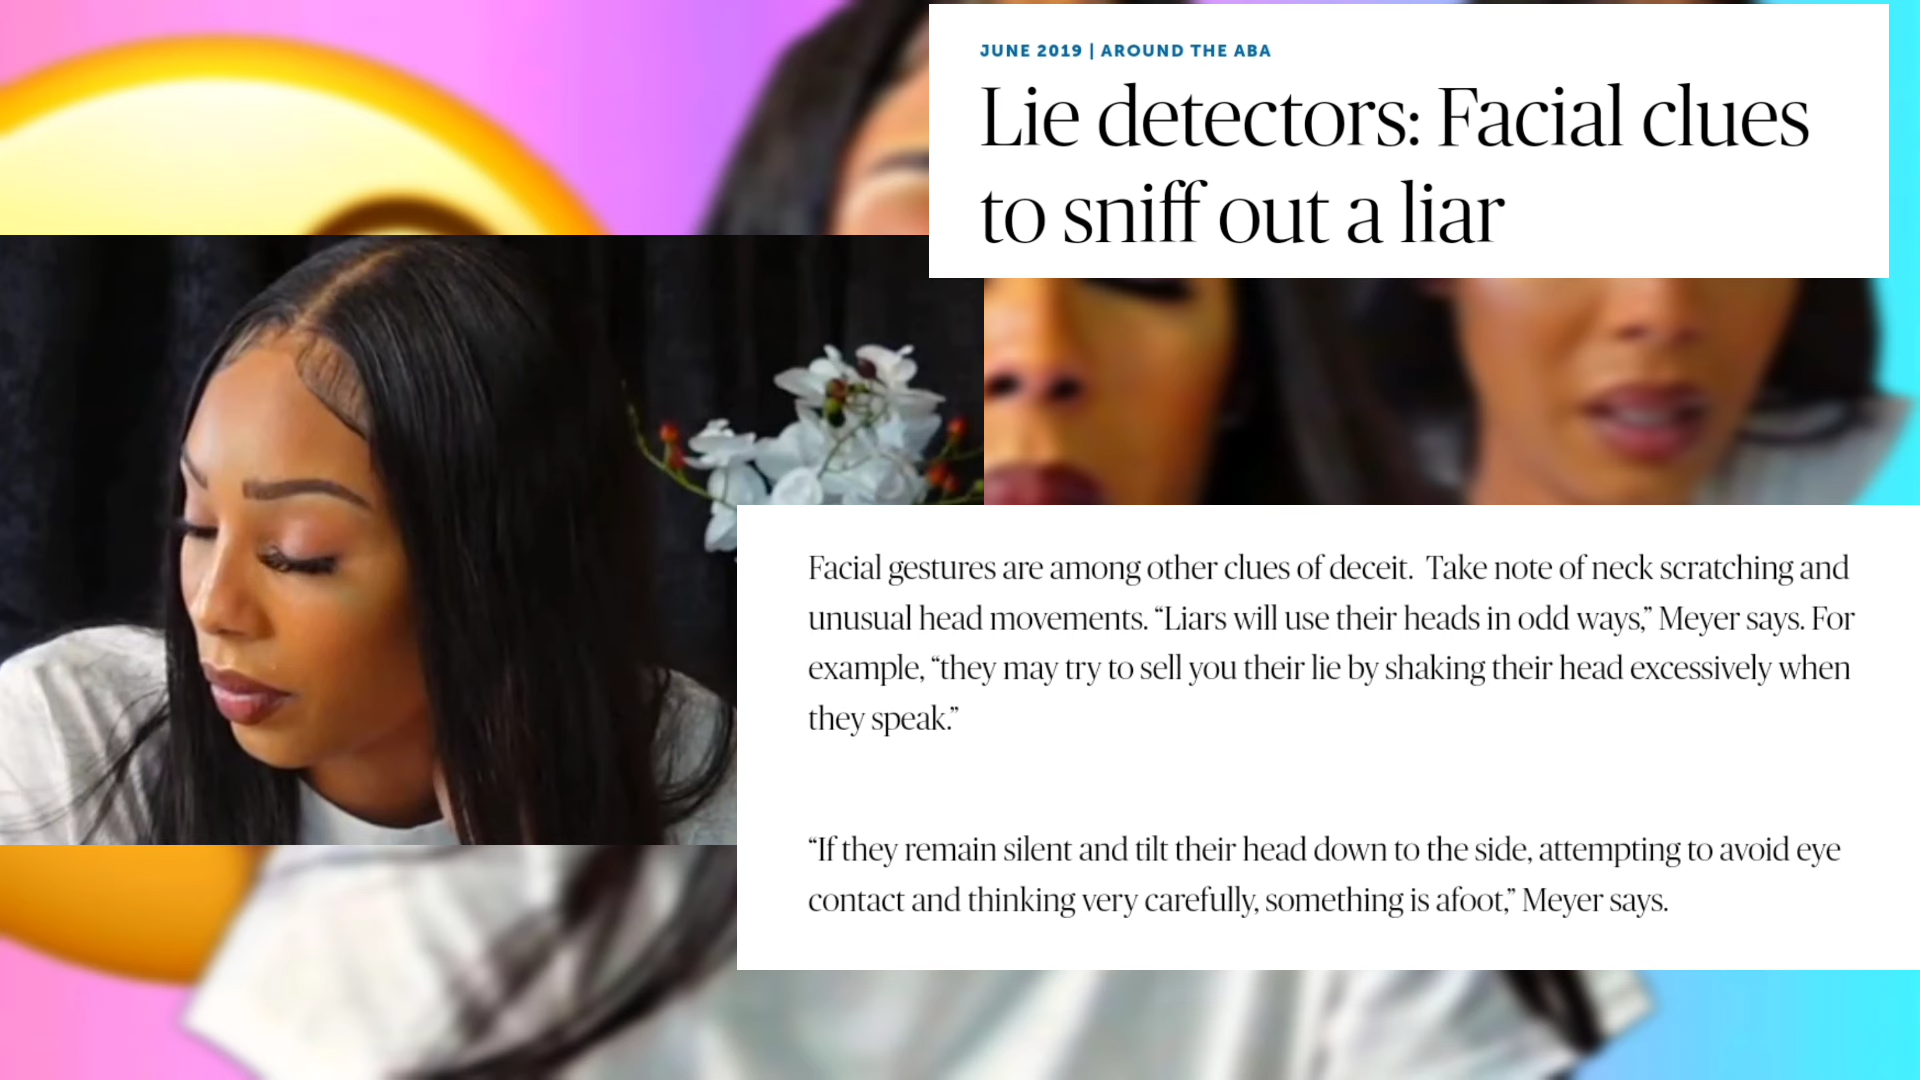 JUNE 2019 | AROUND THE ABA
Lie detectors: Facial clues
to sniff out a liar
Facial gestures are among other clues of deceit.  Take note of neck scratching and
unusual head movements. “Liars will use their heads in odd ways,” Meyer says. For
example, “they may try to sell you their lie by shaking their head excessively when
they speak.”
“If they remain silent and tilt their head down to the side, attempting to avoid eye
contact and thinking very carefully, something is afoot,” Meyer says.